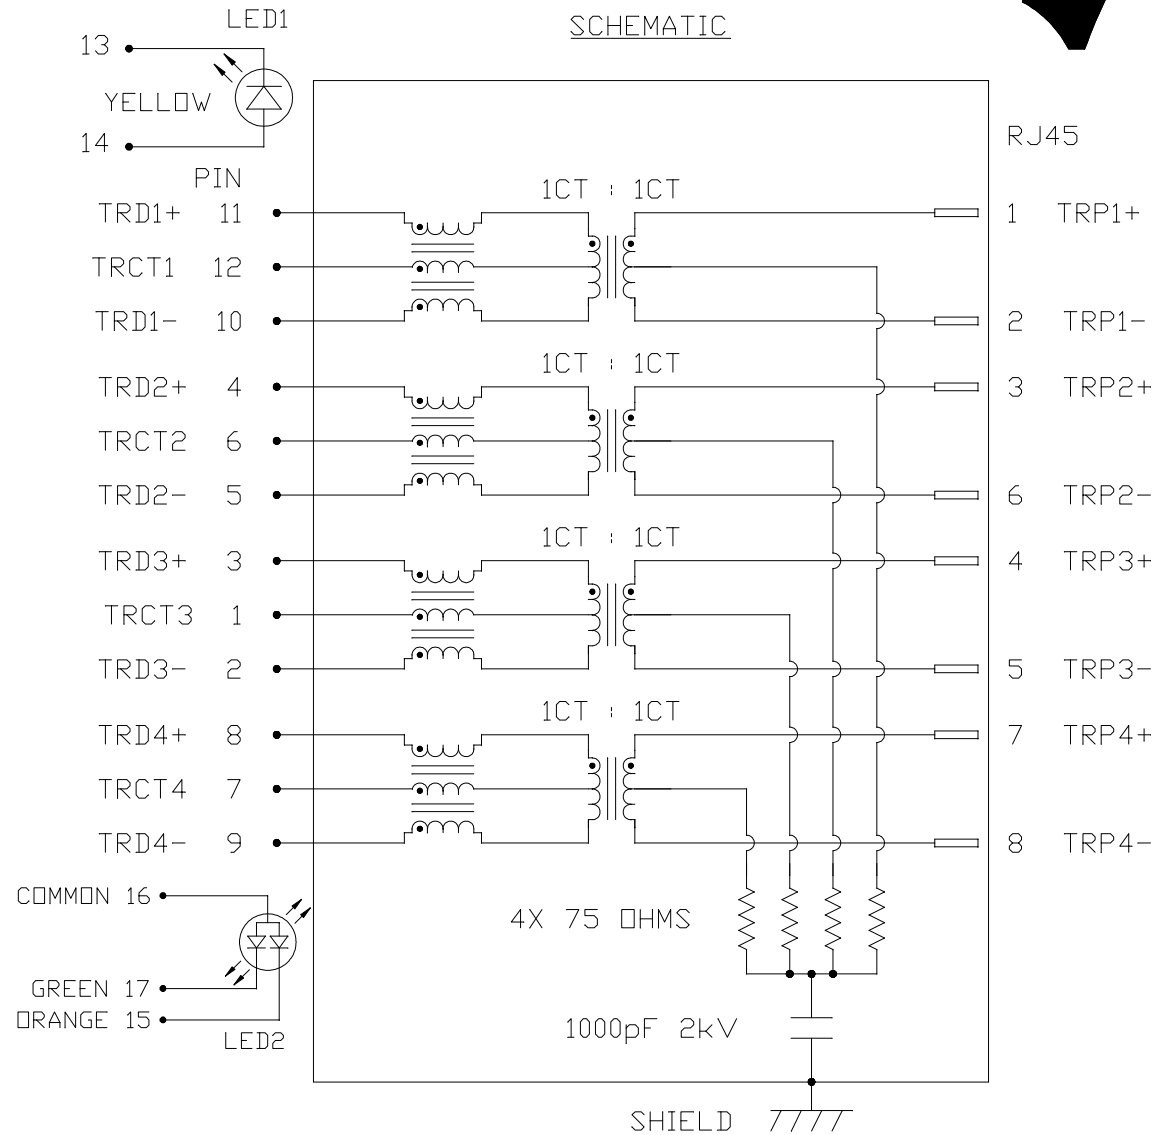 SCHEMATIC
LED1
13
YELLOW
14
RJ45
PIN
1CT : 1CT
TRD1+ 11
1 TRP1+
TRCT1 12
TRD1- 10
2 TRP1-
1CT : 1CT
TRD2+ 4
3 TRP2+
TRCT2 6
TRD2- 5
6 TRP2-
1CT : 1CT
TRD3+ 3
4 TRP3+
TRCT3 1
TRD3- 2
5 TRP3-
1CT : 1CT
TRD4+ 8
7 TRP4+
TRCT4 7
TRD4- 9
8 TRP4-
COMMON 16
4X 75 OHMS
GREEN 17
ORANGE 15
LED2
1000pF 2kV
SHIELD